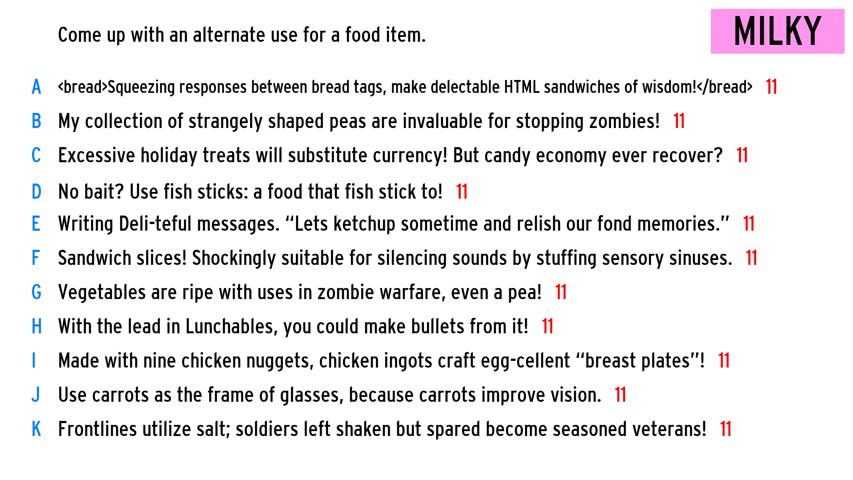 Come up with an alternate use for a food item.
MILKY
A <bread>Squeezing responses between bread tags, make delectable HTML sandwiches of wisdom!</bread> 11
B My collection of strangely shaped peas are invaluable for stopping zombies! 11
C Excessive holiday treats will substitute currency! But candy economy ever recover? 11
D No bait? Use fish sticks: a food that fish stick to! 11
E Writing Deli-teful messages. “Lets ketchup sometime and relish our fond memories.” 11
F Sandwich slices! Shockingly suitable for silencing sounds by stuffing sensory sinuses. 11
G Vegetables are ripe with uses in zombie warfare, even a pea! 11
H With the lead in Lunchables, you could make bullets from it! 11
I Made with nine chicken nuggets, chicken ingots craft egg-cellent “breast plates”! 11
J Use carrots as the frame of glasses, because carrots improve vision. 11
K Frontlines utilize salt; soldiers left shaken but spared become seasoned veterans! 11